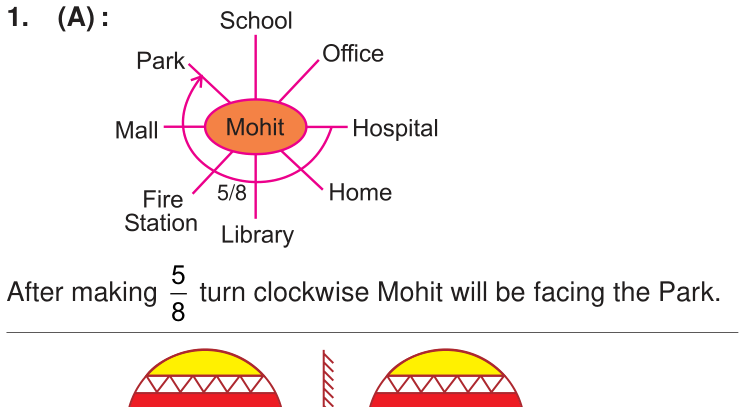 1. (A) :
School
Park
Office
Mall
Mohit
Hospital
Fire
Station
5/8
Home
Library
After making 5/8 turn clockwise Mohit will be facing the Park.